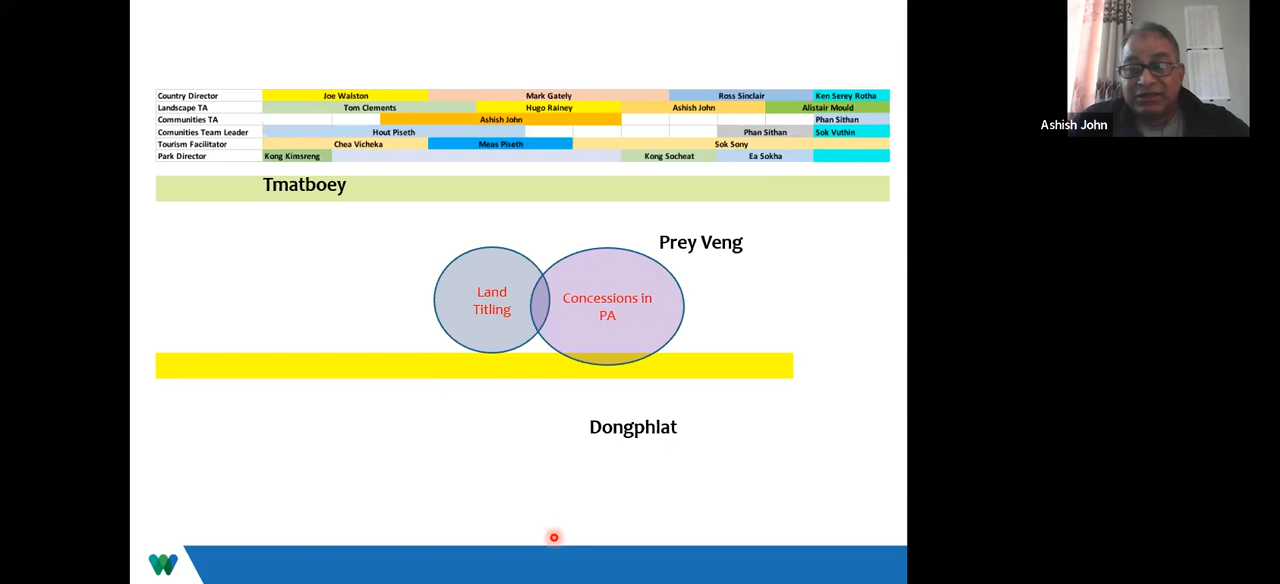 Country Director Joe Walston Mark Gately Ross Sinclair Ken Serey Rotha
Landscape TA Tom Clements Hugo Rainey Ashish John Alistair Mould
Communities TA Ashish John Phan Sithan
Comunities Team Leader Hout Piseth Phan Sithan Sok Vuthin
Tourism Facilitator Chea Vicheka Meas Piseth Sok Sony
Park Director Kong Kimsreng Kong Socheat Ea Sokha
Ashish John
Tmatboey
Prey Veng
Land
Titling
Concessions in
PA
Dongphlat